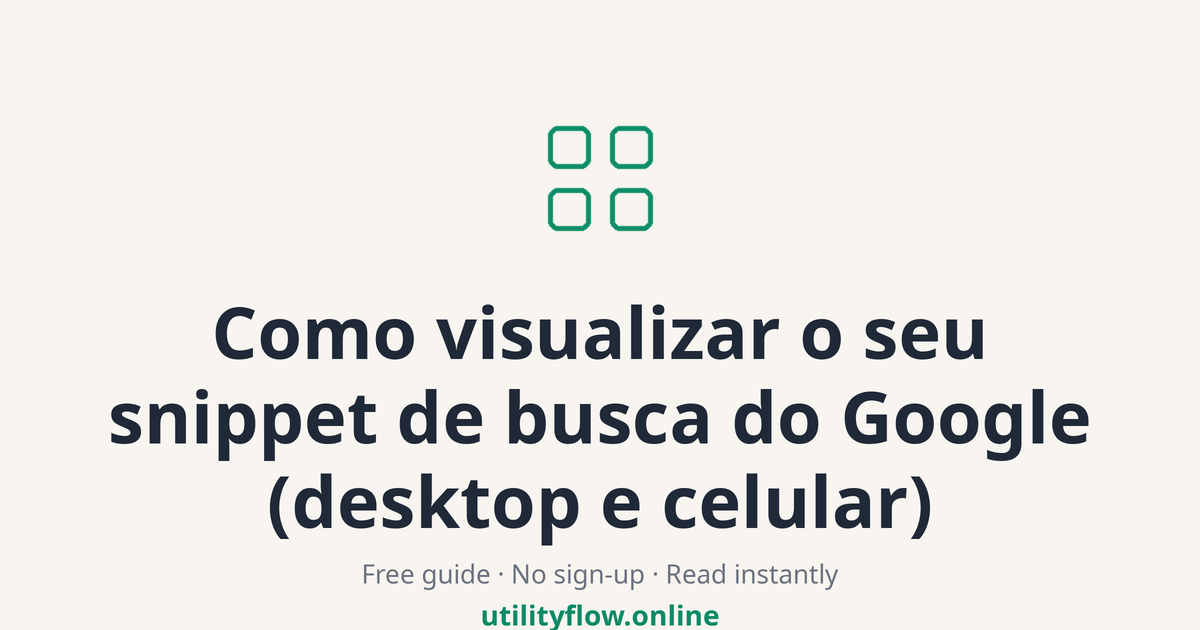 Como visualizar o seu
snippet de busca do Google
(desktop e celular)
Free guide · No sign-up · Read instantly
utilityflow.online